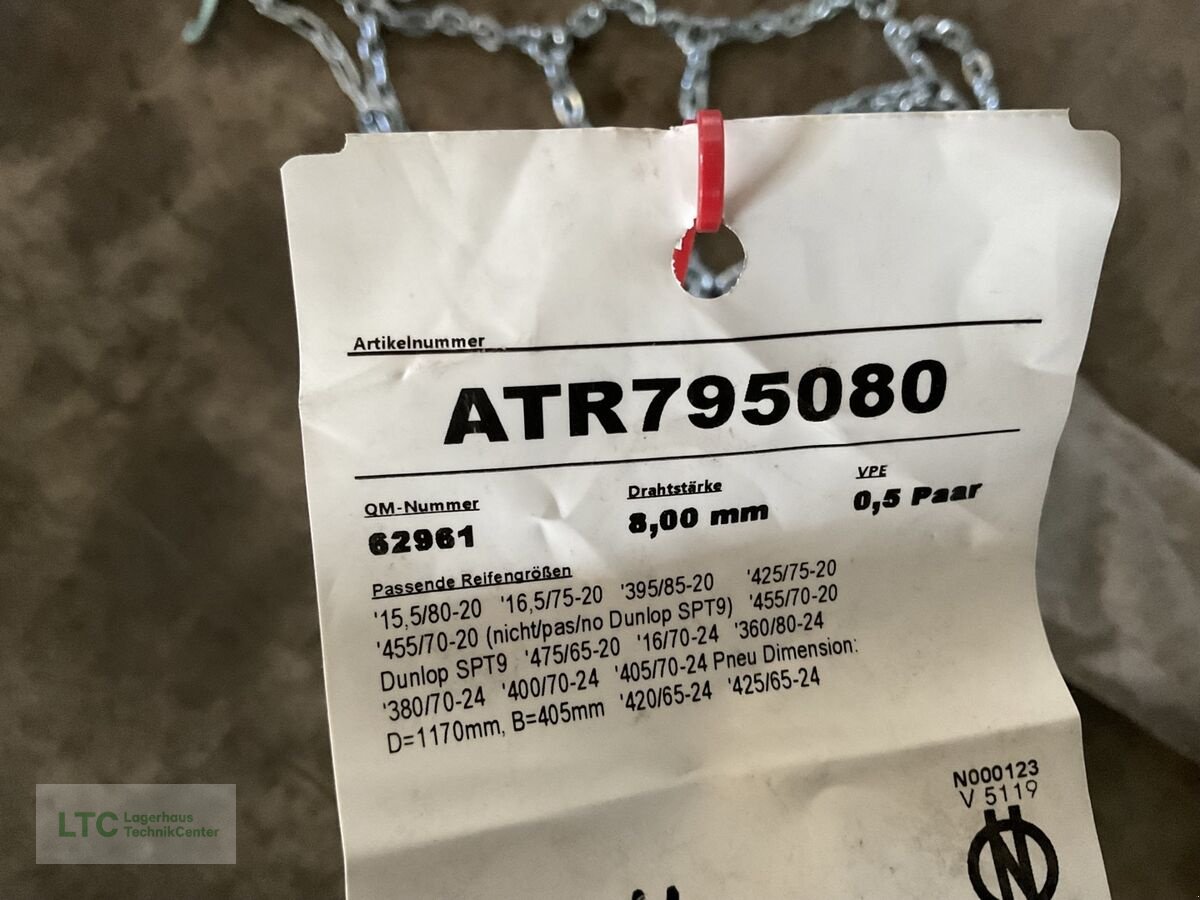 Artikelnummer
ATR795080
QM-Nummer Drahtstärke VPE
62961 8,00 mm 0,5 Paar
Passende Reifengrößen
'15,5/80-20 '16,5/75-20 '395/85-20 '425/75-20
'455/70-20 (nicht/pas/no Dunlop SPT9) '455/70-20
Dunlop SPT9 '475/65-20 '16/70-24 '360/80-24
'380/70-24 '400/70-24 '405/70-24 Pneu Dimension:
D=1170mm, B=405mm '420/65-24 '425/65-24
N000123
V 5119
N
LTC Lagerhaus
TechnikCenter